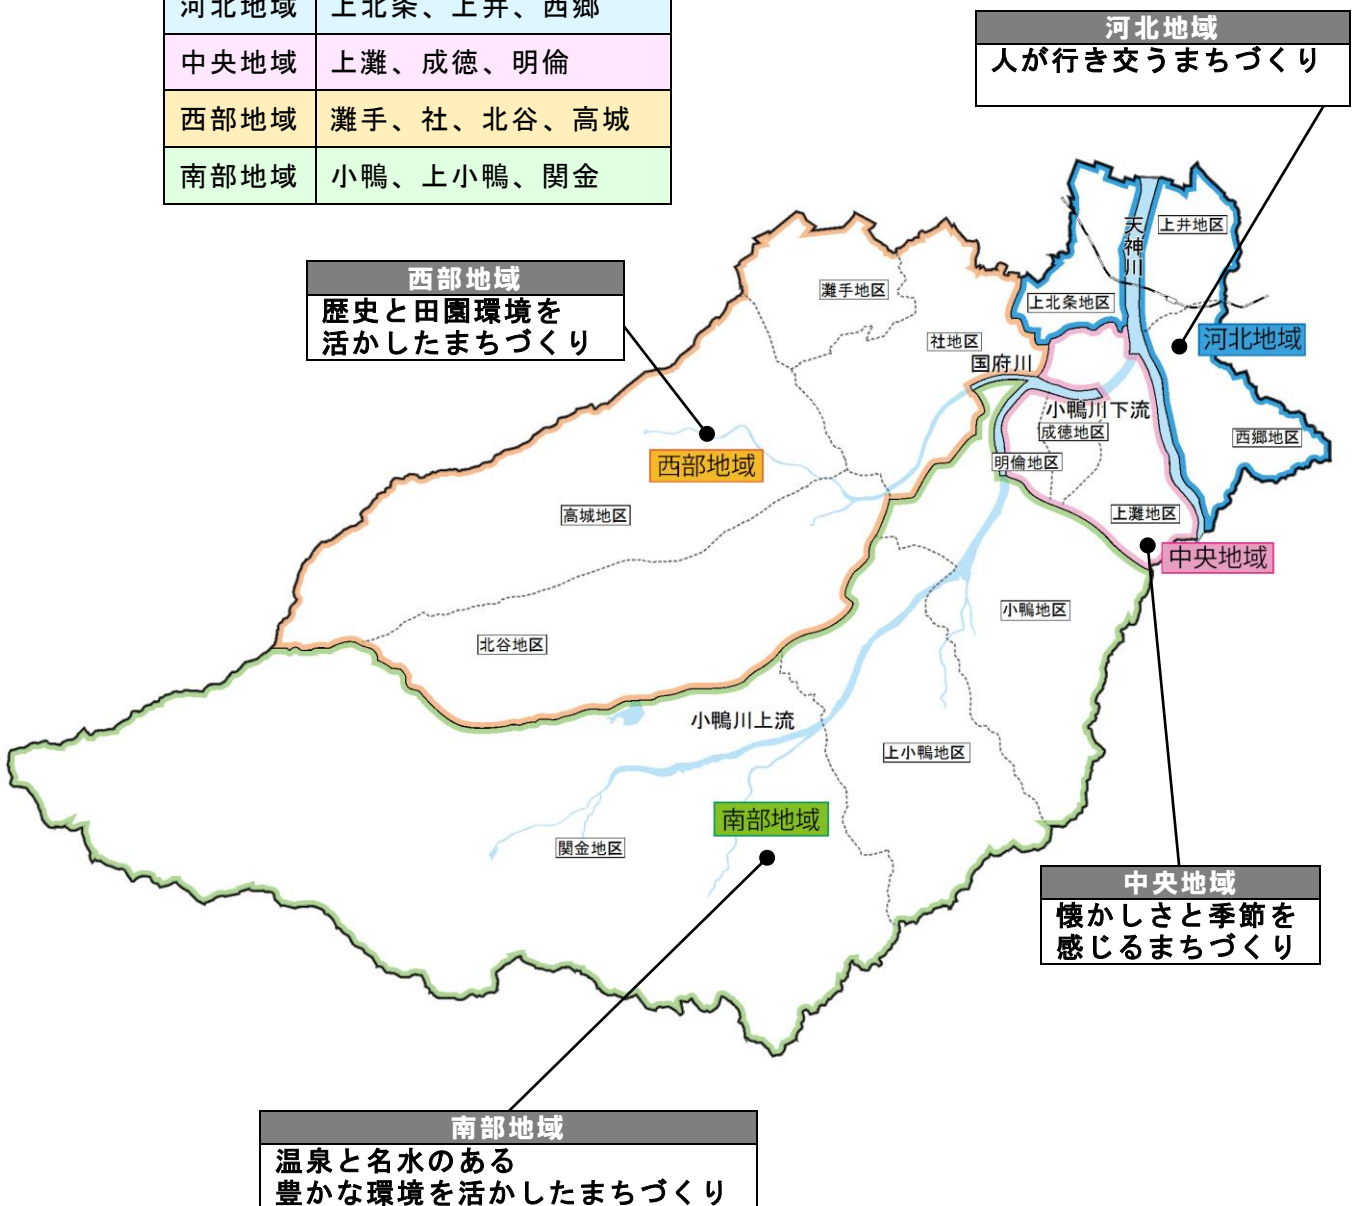 河北地域 上北条、上井、西郷
中央地域 上灘、成徳、明倫
西部地域 灘手、社、北谷、高城
南部地域 小鴨、上小鴨、関金
河北地域
人が行き交うまちづくり
西部地域
歴史と田園環境を
活かしたまちづくり
天神川
上井地区
灘手地区
上北条地区
社地区
河北地域
国府川
小鴨川下流
成徳地区
西郷地区
明倫地区
西部地域
高城地区
上灘地区
中央地域
小鴨地区
北谷地区
小鴨川上流
上小鴨地区
南部地域
関金地区
中央地域
懐かしさと季節を
感じるまちづくり
南部地域
温泉と名水のある
豊かな環境を活かしたまちづくり